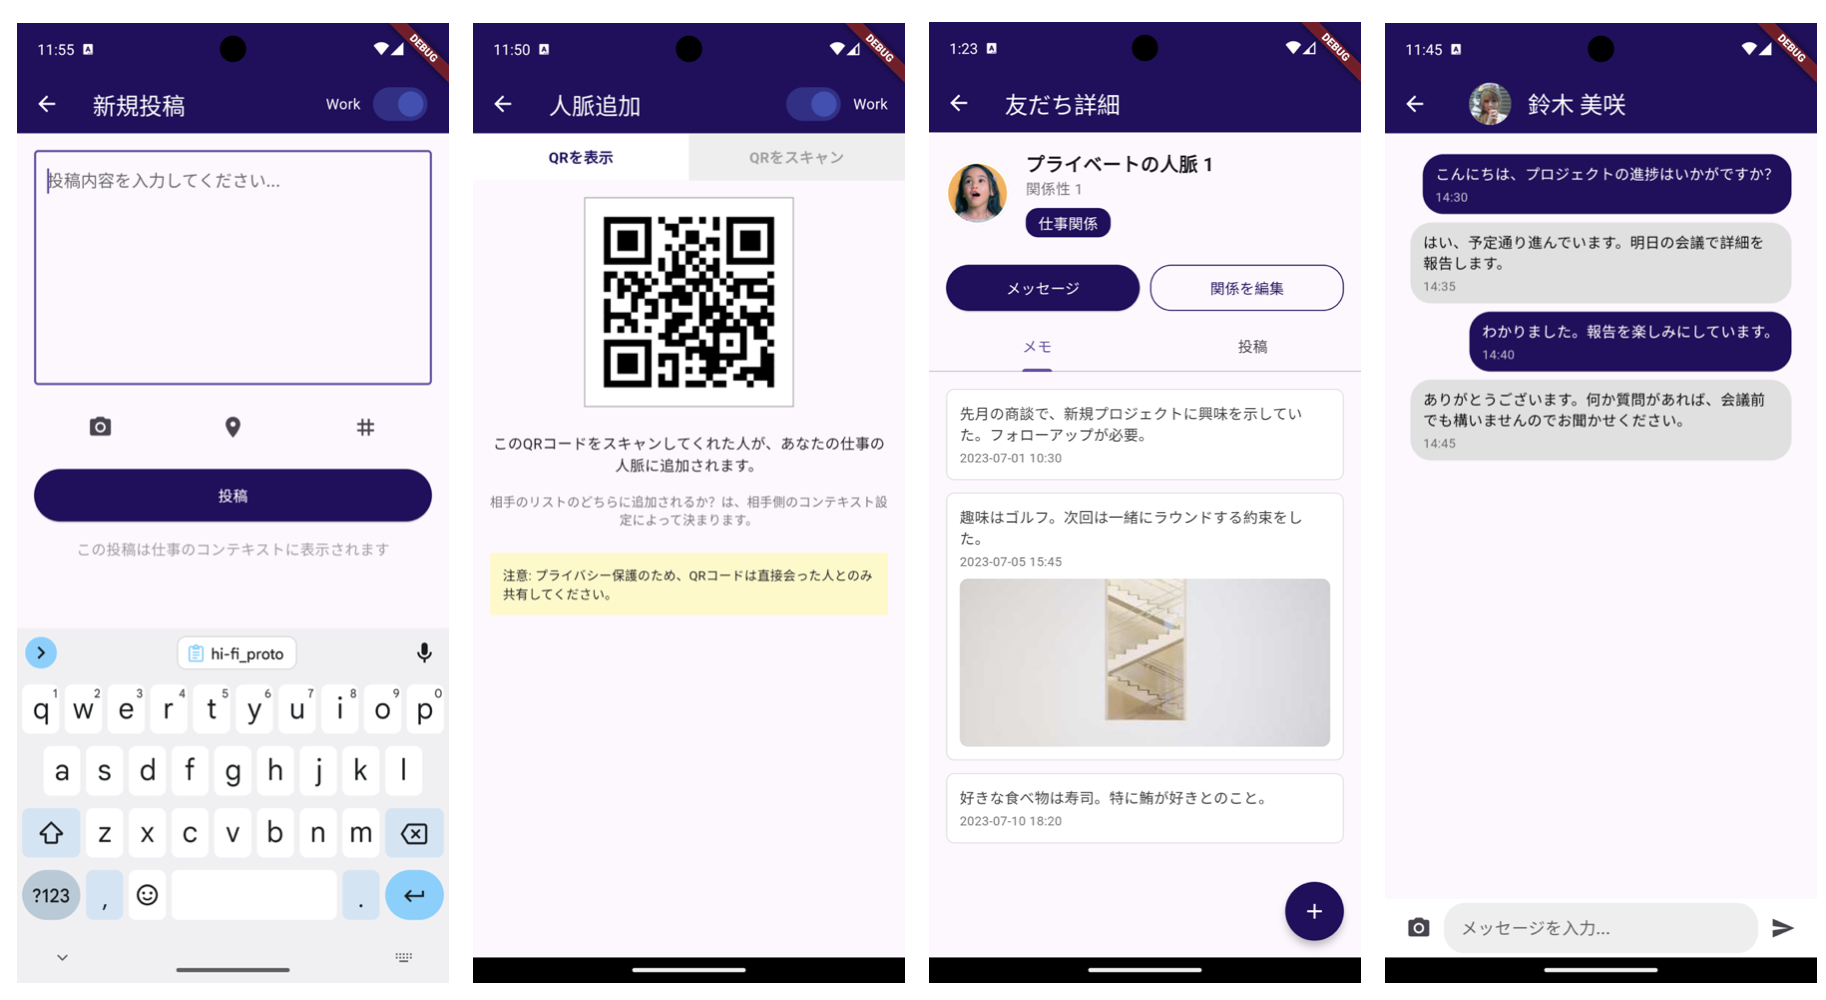 11:55
DEBUG
新規投稿
Work
投稿内容を入力してください...
投稿
この投稿は仕事のコンテキストに表示されます
hi-fi_proto
q1 w2 e3 r4 t5 y6 u7 i8 o9 p0
a s d f g h j k l
z x c v b n m
?123 , .
11:50
DEBUG
人脈追加
Work
QRを表示
QRをスキャン
このQRコードをスキャンしてくれた人が、あなたの仕事の
人脈に追加されます。
相手のリストのどちらに追加されるか？は、相手側のコンテキスト設
定によって決まります。
注意: プライバシー保護のため、QRコードは直接会った人とのみ
共有してください。
1:23
DEBUG
友だち詳細
プライベートの人脈 1
関係性 1
仕事関係
メッセージ
関係を編集
メモ
投稿
先月の商談で、新規プロジェクトに興味を示してい
た。フォローアップが必要。
2023-07-01 10:30
趣味はゴルフ。次回は一緒にラウンドする約束をし
た。
2023-07-05 15:45
好きな食べ物は寿司。特に鮪が好きとのこと。
2023-07-10 18:20
+
11:45
DEBUG
鈴木 美咲
こんにちは、プロジェクトの進捗はいかがですか？
14:30
はい、予定通り進んでいます。明日の会議で詳細を
報告します。
14:35
わかりました。報告を楽しみにしています。
14:40
ありがとうございます。何か質問があれば、会議前
でも構いませんのでお聞かせください。
14:45
メッセージを入力...